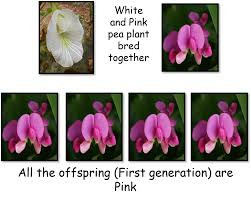 White
and Pink
pea plant
bred
together
All the offspring (First generation) are
Pink